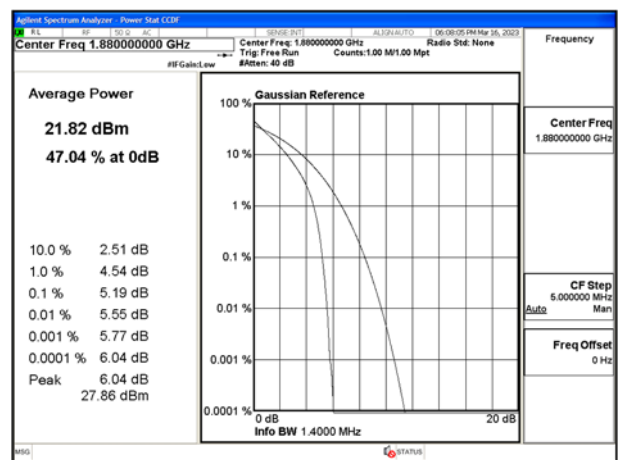 Agilent Spectrum Analyzer - Power Stat CCDF
RL RF 50 Ω AC SENSE:INT ALIGNAUTO 06:08:05 PM Mar 16, 2023
Center Freq 1.880000000 GHz
Center Freq: 1.880000000 GHz Radio Std: None
Trig: Free Run Counts:1.00 M/1.00 Mpt
#IFGain:Low #Atten: 40 dB
Frequency
Average Power
21.82 dBm
47.04 % at 0dB
10.0 % 2.51 dB
1.0 % 4.54 dB
0.1 % 5.19 dB
0.01 % 5.55 dB
0.001 % 5.77 dB
0.0001 % 6.04 dB
Peak 6.04 dB
27.86 dBm
Gaussian Reference
100 %
10 %
1 %
0.1 %
0.01 %
0.001 %
0.0001 %
0 dB 20 dB
Info BW 1.4000 MHz
Center Freq
1.880000000 GHz
CF Step
5.000000 MHz
Auto Man
Freq Offset
0 Hz
MSG STATUS